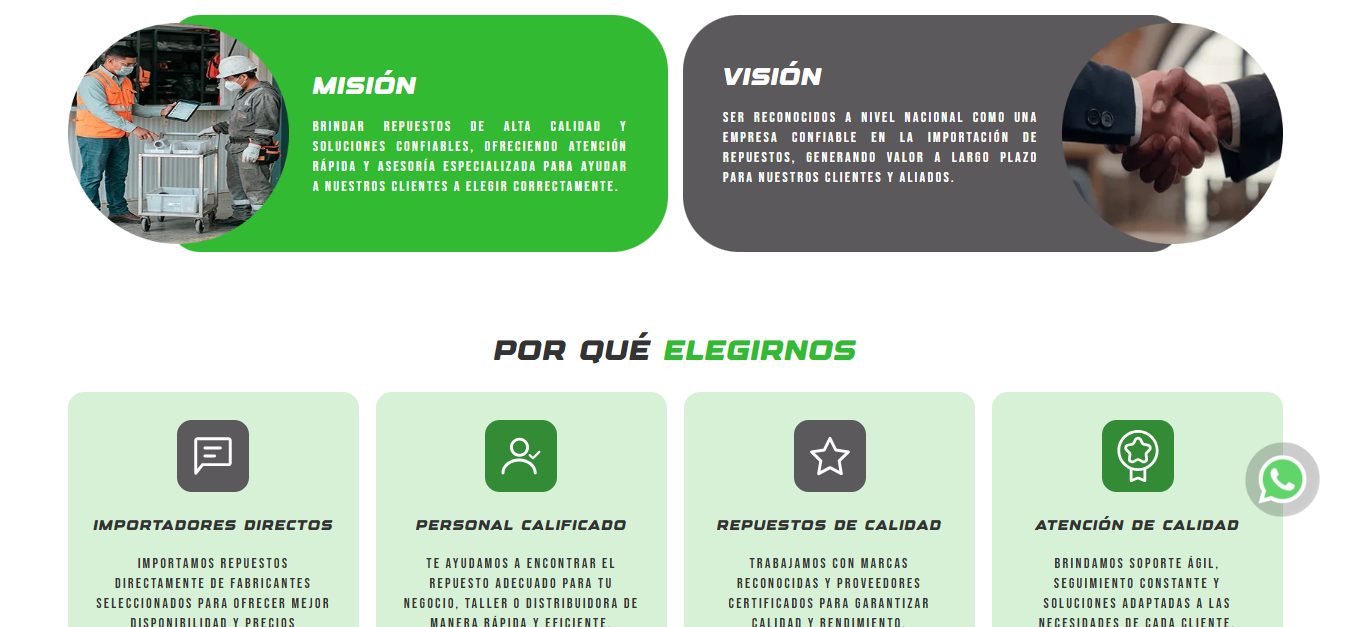 MISIÓN
BRINDAR REPUESTOS DE ALTA CALIDAD Y
SOLUCIONES CONFIABLES, OFRECIENDO ATENCIÓN
RÁPIDA Y ASESORÍA ESPECIALIZADA PARA AYUDAR
A NUESTROS CLIENTES A ELEGIR CORRECTAMENTE.
VISIÓN
SER RECONOCIDOS A NIVEL NACIONAL COMO UNA
EMPRESA CONFIABLE EN LA IMPORTACIÓN DE
REPUESTOS, GENERANDO VALOR A LARGO PLAZO
PARA NUESTROS CLIENTES Y ALIADOS.
POR QUÉ ELEGIRNOS
IMPORTADORES DIRECTOS
IMPORTAMOS REPUESTOS
DIRECTAMENTE DE FABRICANTES
SELECCIONADOS PARA OFRECER MEJOR
DISPONIBILIDAD Y PRECIOS
PERSONAL CALIFICADO
TE AYUDAMOS A ENCONTRAR EL
REPUESTO ADECUADO PARA TU
NEGOCIO, TALLER O DISTRIBUIDORA DE
MANERA RÁPIDA Y EFICIENTE.
REPUESTOS DE CALIDAD
TRABAJAMOS CON MARCAS
RECONOCIDAS Y PROVEEDORES
CERTIFICADOS PARA GARANTIZAR
CALIDAD Y RENDIMIENTO.
ATENCIÓN DE CALIDAD
BRINDAMOS SOPORTE ÁGIL,
SEGUIMIENTO CONSTANTE Y
SOLUCIONES ADAPTADAS A LAS
NECESIDADES DE CADA CLIENTE.